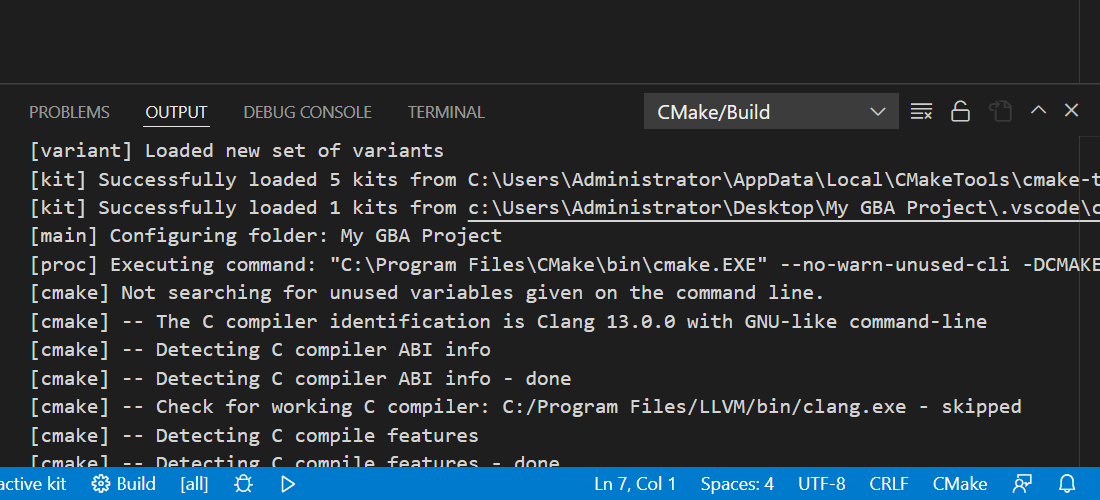 PROBLEMS OUTPUT DEBUG CONSOLE TERMINAL CMake/Build
[variant] Loaded new set of variants
[kit] Successfully loaded 5 kits from C:\Users\Administrator\AppData\Local\CMakeTools\cmake-t
[kit] Successfully loaded 1 kits from c:\Users\Administrator\Desktop\My GBA Project\.vscode\c
[main] Configuring folder: My GBA Project
[proc] Executing command: "C:\Program Files\CMake\bin\cmake.EXE" --no-warn-unused-cli -DCMAKE
[cmake] Not searching for unused variables given on the command line.
[cmake] -- The C compiler identification is Clang 13.0.0 with GNU-like command-line
[cmake] -- Detecting C compiler ABI info
[cmake] -- Detecting C compiler ABI info - done
[cmake] -- Check for working C compiler: C:/Program Files/LLVM/bin/clang.exe - skipped
[cmake] -- Detecting C compile features
[cmake] -- Detecting C compile features - done
active kit Build [all] Ln 7, Col 1 Spaces: 4 UTF-8 CRLF CMake